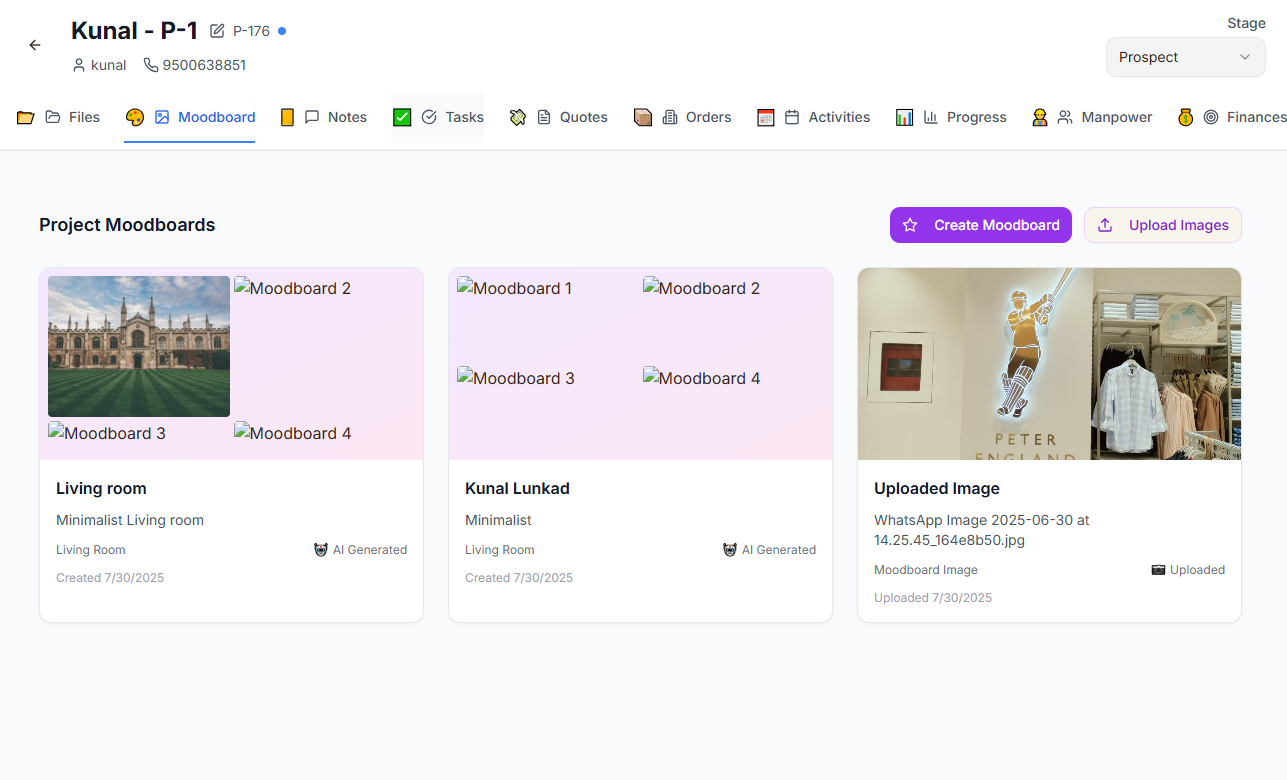 Kunal - P-1 P-176
Stage
kunal 9500638851
Prospect
Files Moodboard Notes Tasks Quotes Orders Activities Progress Manpower Finances
Project Moodboards
Create Moodboard
Upload Images
Moodboard 2
Moodboard 3
Moodboard 4
Living room
Minimalist Living room
Living Room
AI Generated
Created 7/30/2025
Moodboard 1
Moodboard 2
Moodboard 3
Moodboard 4
Kunal Lunkad
Minimalist
Living Room
AI Generated
Created 7/30/2025
PETER
ENGLAND
Uploaded Image
WhatsApp Image 2025-06-30 at
14.25.45_164e8b50.jpg
Moodboard Image
Uploaded
Uploaded 7/30/2025